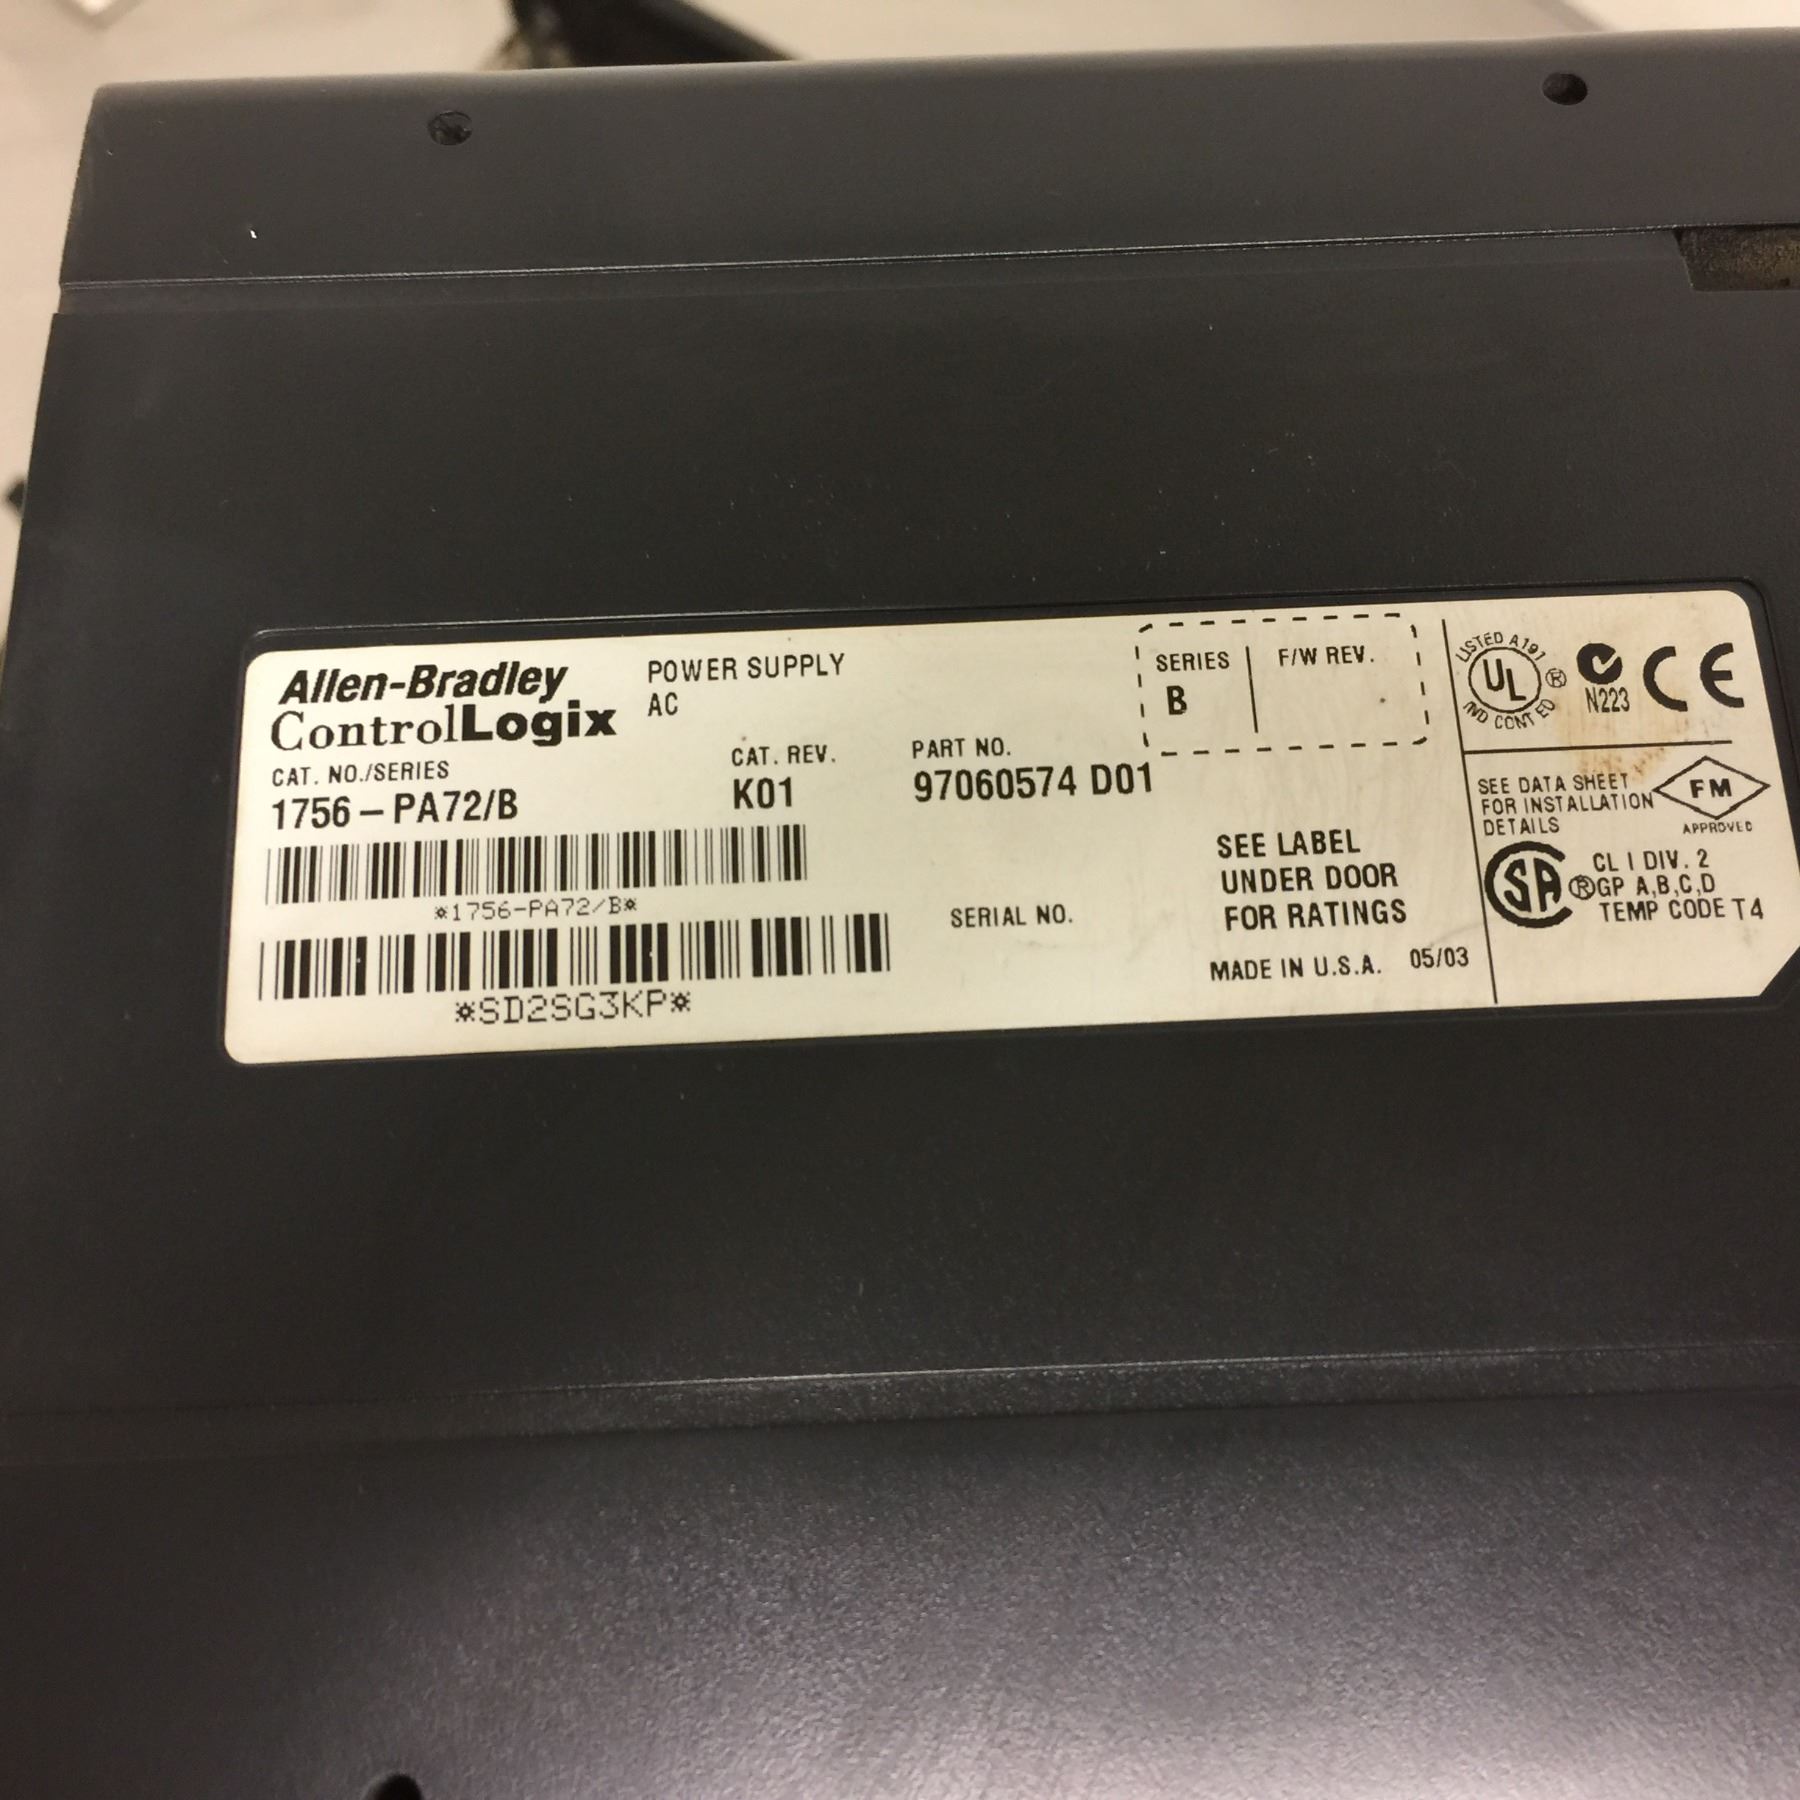 Allen-Bradley
ControlLogix
POWER SUPPLY
AC
SERIES
B
F/W REV.
CAT. NO./SERIES
1756-PA72/B
CAT. REV.
K01
PART NO.
97060574 D01
*1756-PA72/B*
*SD2SG3KP*
SERIAL NO.
SEE LABEL
UNDER DOOR
FOR RATINGS
MADE IN U.S.A. 05/03
LISTED A197
UL ®
IND CONT EQ
N223
CE
SEE DATA SHEET
FOR INSTALLATION
DETAILS
FM
APPROVED
SA ®
CL I DIV. 2
GP A,B,C,D
TEMP CODE T4